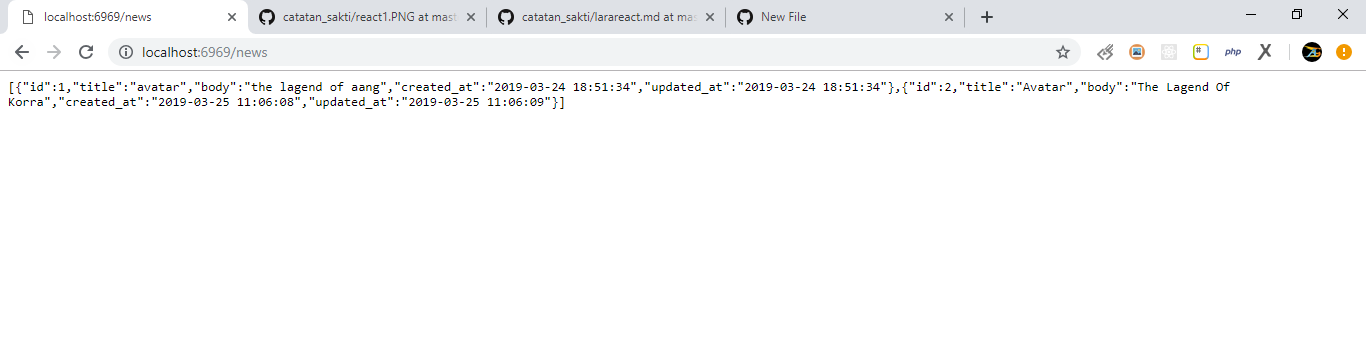 localhost:6969/news
catatan_sakti/react1.PNG at mast
catatan_sakti/larareact.md at mas
New File
localhost:6969/news
php
[{"id":1,"title":"avatar","body":"the lagend of aang","created_at":"2019-03-24 18:51:34","updated_at":"2019-03-24 18:51:34"},{"id":2,"title":"Avatar","body":"The Lagend Of
Korra","created_at":"2019-03-25 11:06:08","updated_at":"2019-03-25 11:06:09"}]